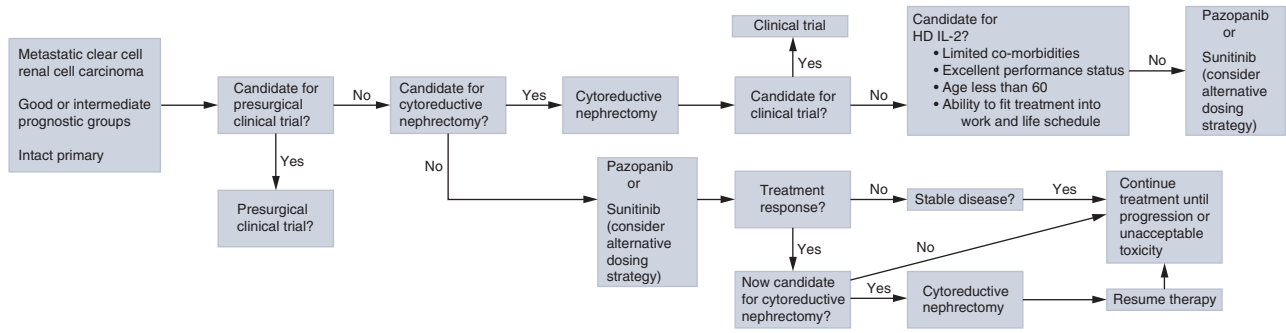 Metastatic clear cell
renal cell carcinoma
Good or intermediate
prognostic groups
Intact primary
Candidate for
presurgical
clinical trial?
Yes
Presurgical
clinical trial?
No
Candidate for
cytoreductive
nephrectomy?
Yes
Cytoreductive
nephrectomy
Candidate for
clinical trial?
Yes
Clinical trial
No
Candidate for
HD IL-2?
• Limited co-morbidities
• Excellent performance status
• Age less than 60
• Ability to fit treatment into
work and life schedule
No
Pazopanib
or
Sunitinib
(consider
alternative
dosing
strategy)
No
Pazopanib
or
Sunitinib
(consider
alternative
dosing
strategy)
Treatment
response?
No
Stable disease?
Yes
Continue
treatment until
progression or
unacceptable
toxicity
Yes
Now candidate
for cytoreductive
nephrectomy?
No
Yes
Cytoreductive
nephrectomy
Resume therapy